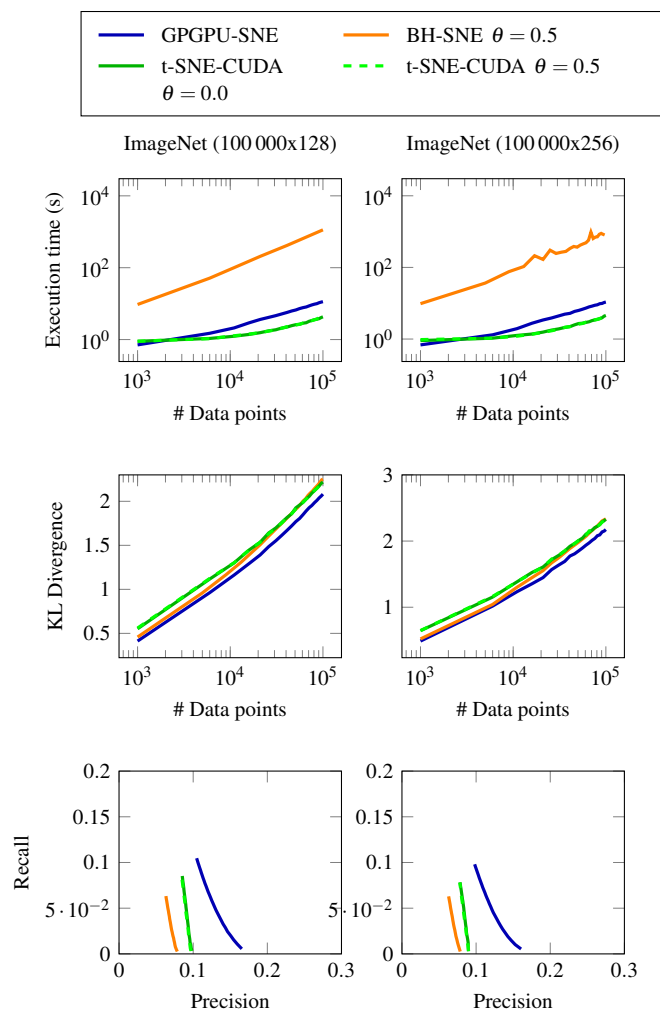 GPGPU-SNE BH-SNE θ = 0.5
t-SNE-CUDA t-SNE-CUDA θ = 0.5
θ = 0.0
ImageNet (100 000x128) ImageNet (100 000x256)
Execution time (s)
10^4 10^4
10^2 10^2
10^0 10^0
10^3 10^4 10^5 10^3 10^4 10^5
# Data points # Data points
KL Divergence
2 3
1.5 2
1 1
0.5
10^3 10^4 10^5 10^3 10^4 10^5
# Data points # Data points
Recall
0.2 0.2
0.15 0.15
0.1 0.1
5 · 10^-2 5 · 10^-2
0 0
0 0.1 0.2 0.3 0 0.1 0.2 0.3
Precision Precision